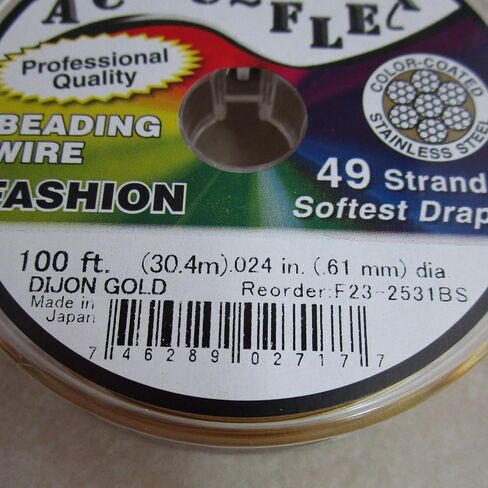 Professional
Quality
BEADING
WIRE
FASHION
COLOR-COATED
STAINLESS STEEL
49 Strand
Softest Drap
100 ft. (30.4m).024 in. (.61 mm) dia
DIJON GOLD Reorder:F23-2531BS
Made in
Japan
7 46289 02717 7